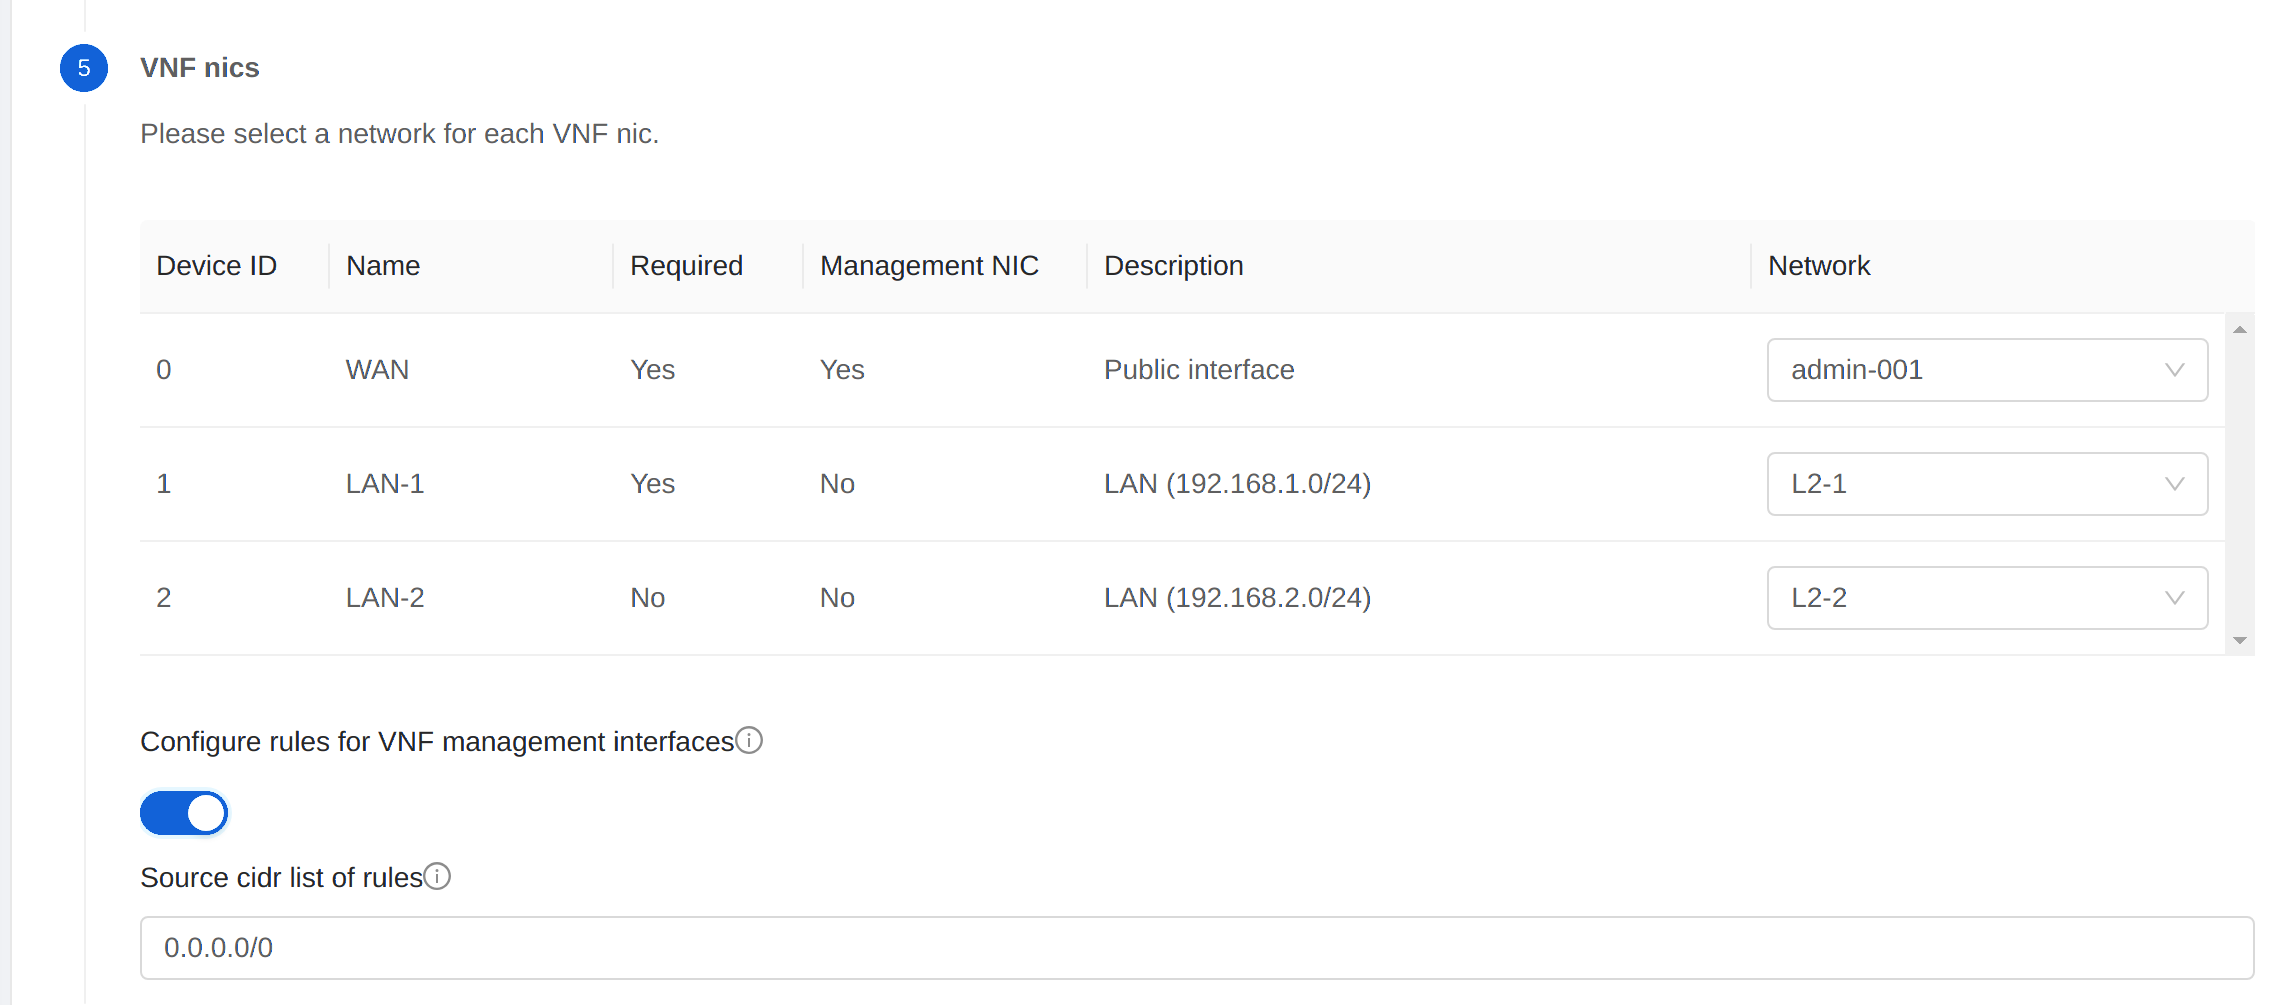 5 VNF nics
Please select a network for each VNF nic.
Device ID Name Required Management NIC Description Network
0 WAN Yes Yes Public interface admin-001
1 LAN-1 Yes No LAN (192.168.1.0/24) L2-1
2 LAN-2 No No LAN (192.168.2.0/24) L2-2
Configure rules for VNF management interfaces
Source cidr list of rules
0.0.0.0/0